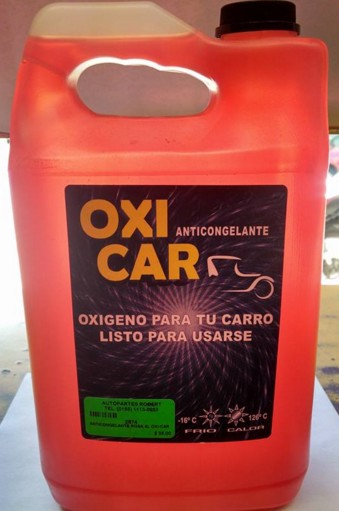 OXI
ANTICONGELANTE
CAR
OXIGENO PARA TU CARRO
LISTO PARA USARSE
AUTOPARTES ROBERT
-16° C
120° C
FRIO
CALOR